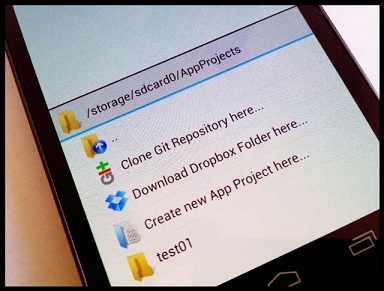 /storage/sdcard0/AppProjects
..
Clone Git Repository here...
Download Dropbox Folder here...
Create new App Project here...
test01